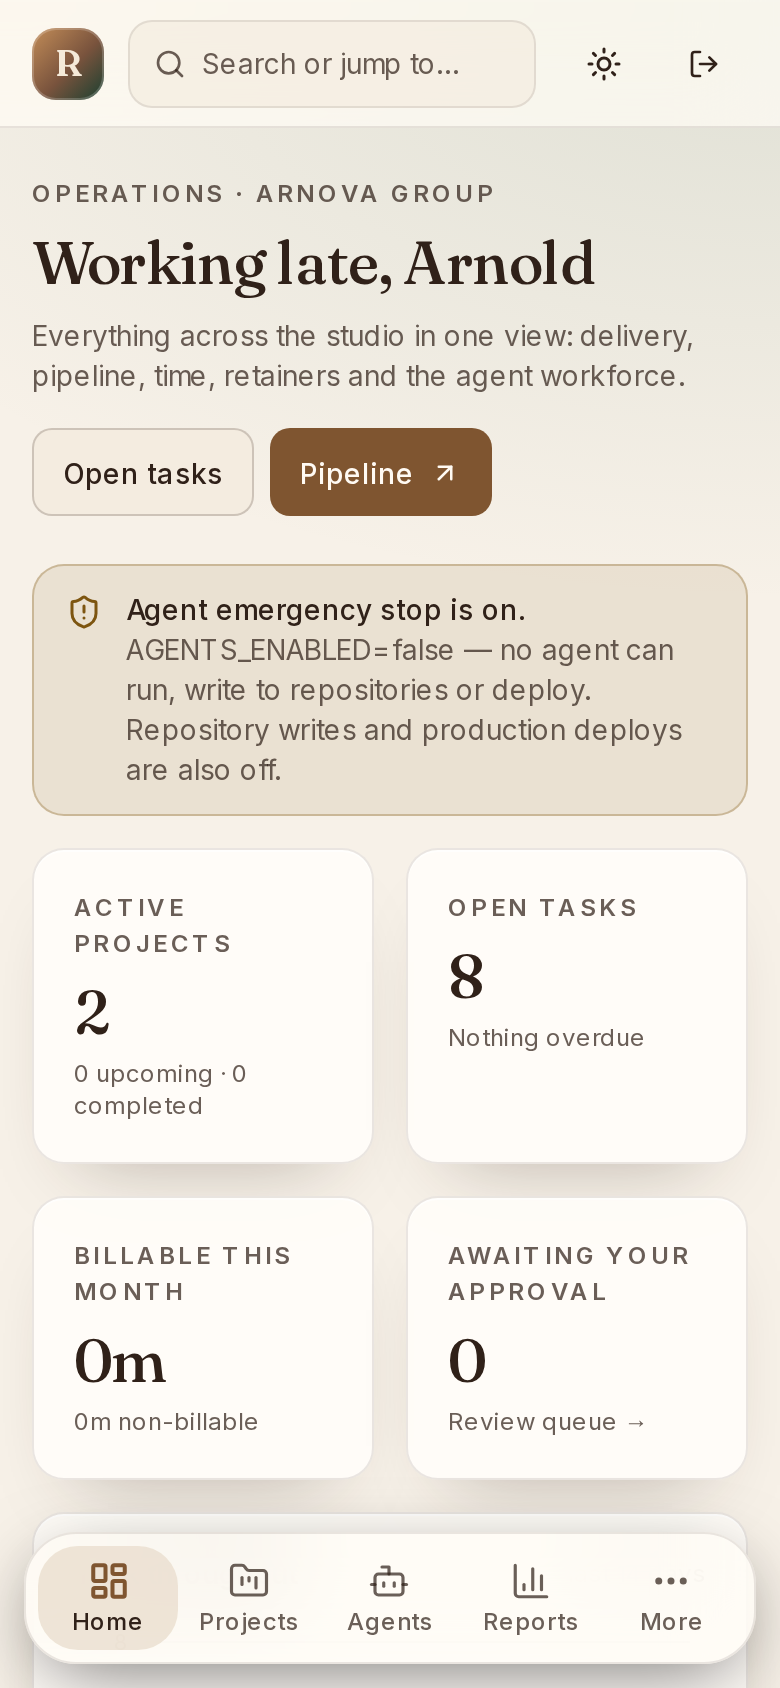 R
Search or jump to...
OPERATIONS · ARNOVA GROUP
Working late, Arnold
Everything across the studio in one view: delivery,
pipeline, time, retainers and the agent workforce.
Open tasks
Pipeline
Agent emergency stop is on.
AGENTS_ENABLED=false — no agent can
run, write to repositories or deploy.
Repository writes and production deploys
are also off.
ACTIVE
PROJECTS
2
0 upcoming · 0
completed
OPEN TASKS
8
Nothing overdue
BILLABLE THIS
MONTH
0m
0m non-billable
AWAITING YOUR
APPROVAL
0
Review queue →
Home
Projects
Agents
Reports
More